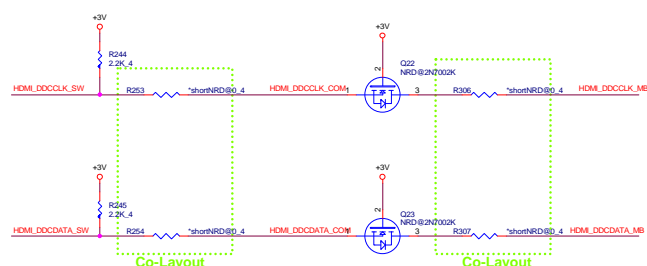 +3V
+3V
R244
2.2K_4
2
Q22
NRD@2N7002K
HDMI_DDCCLK_SW
R253
*shortNRD@0_4
HDMI_DDCCLK_COM
1
3
R306
*shortNRD@0_4
HDMI_DDCCLK_MB
+3V
+3V
R245
2.2K_4
2
Q23
NRD@2N7002K
HDMI_DDCDATA_SW
R254
*shortNRD@0_4
HDMI_DDCDATA_COM
1
3
R307
*shortNRD@0_4
HDMI_DDCDATA_MB
Co-Layout
Co-Layout